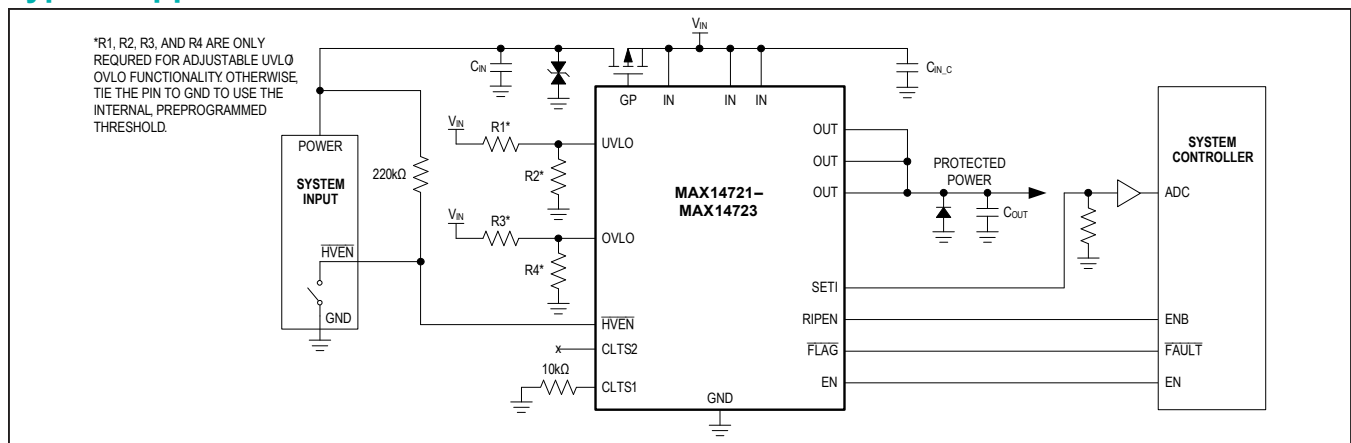 *R1, R2, R3, AND R4 ARE ONLY
REQURED FOR ADJUSTABLE UVLO
OVLO FUNCTIONALITY. OTHERWISE,
TIE THE PIN TO GND TO USE THE
INTERNAL, PREPROGRAMMED
THRESHOLD.
VIN
CIN
CIN_C
GP
IN
IN
IN
POWER
SYSTEM
INPUT
HVEN
GND
220kΩ
VIN
R1*
R2*
VIN
R3*
R4*
UVLO
OVLO
HVEN
x
CLTS2
10kΩ
CLTS1
MAX14721–
MAX14723
GND
OUT
OUT
OUT
SETI
RIPEN
FLAG
EN
PROTECTED
POWER
COUT
SYSTEM
CONTROLLER
ADC
ENB
FAULT
EN